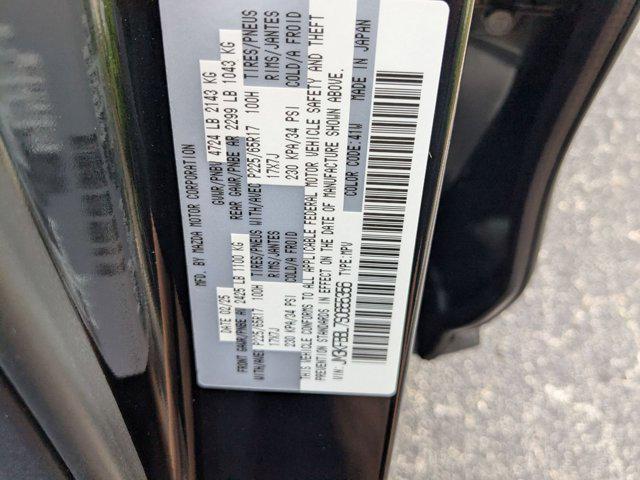 MFD. BY MAZDA MOTOR CORPORATION
DATE 02/25 GVWR/PNBV 4724 LB 2143 KG
FRONT GAWR/PNBE AV 2425 LB 1100 KG REAR GAWR/PNBE AR 2299 LB 1043 KG
WITH/AVEC P225/65R17 100H TIRES/PNEUS WITH/AVEC P225/65R17 100H TIRES/PNEUS
17x7J RIMS/JANTES 17x7J RIMS/JANTES
230 KPA/34 PSI COLD/A FROID 230 KPA/34 PSI COLD/A FROID
THIS VEHICLE CONFORMS TO ALL APPLICABLE FEDERAL MOTOR VEHICLE SAFETY AND THEFT
PREVENTION STANDARDS IN EFFECT ON THE DATE OF MANUFACTURE SHOWN ABOVE.
VIN: TYPE: MPV COLOR CODE: 41W MADE IN JAPAN